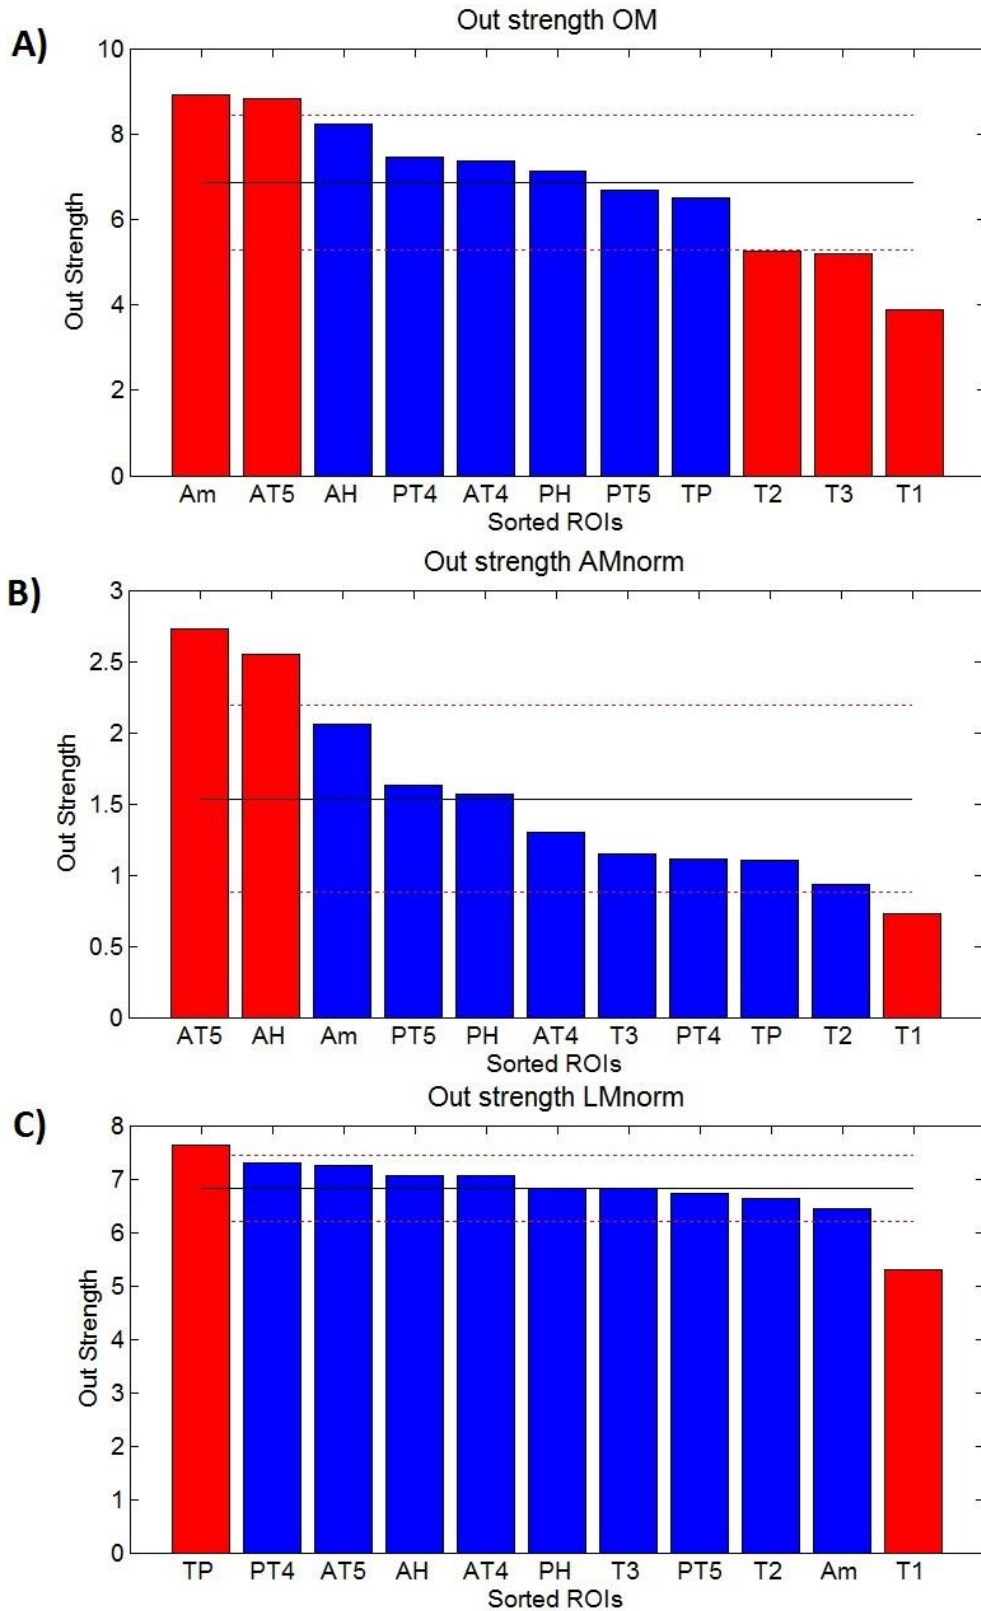 A)
Out strength OM
10
8
6
4
2
0
Out Strength
Am AT5 AH PT4 AT4 PH PT5 TP T2 T3 T1
Sorted ROIs
B)
Out strength AMnorm
3
2.5
2
1.5
1
0.5
0
Out Strength
AT5 AH Am PT5 PH AT4 T3 PT4 TP T2 T1
Sorted ROIs
C)
Out strength LMnorm
8
7
6
5
4
3
2
1
0
Out Strength
TP PT4 AT5 AH AT4 PH T3 PT5 T2 Am T1
Sorted ROIs